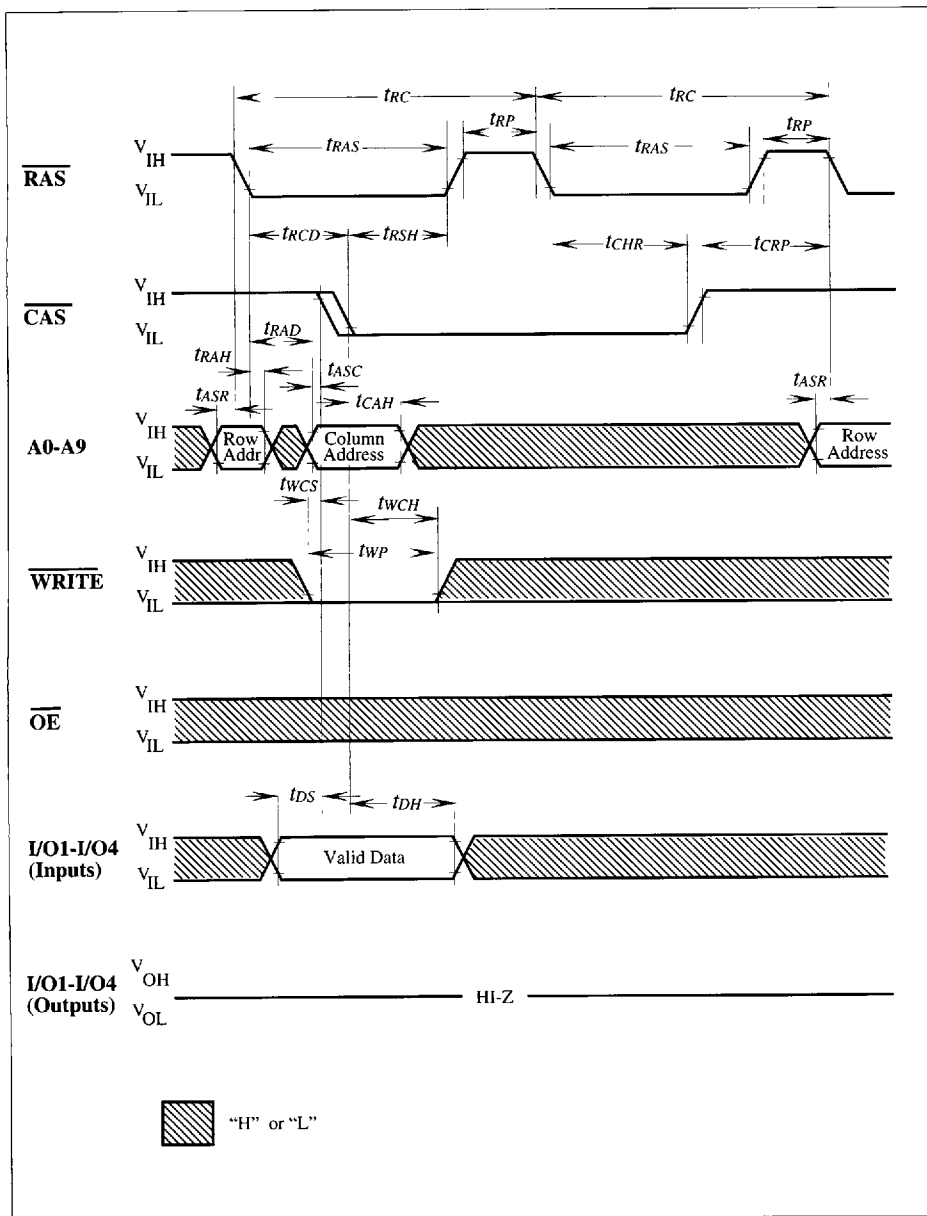 tRC tRC
tRP tRP
tRAS tRAS
RAS VIH
VIL
tRCD tRSH tCHR tCRP
CAS VIH
VIL
tRAD
tRAH tASC
tASR tCAH tASR
A0-A9 VIH
VIL
Row
Addr
Column
Address
Row
Address
tWCS tWCH
tWP
WRITE VIH
VIL
OE VIH
VIL
tDS tDH
I/O1-I/O4
(Inputs)
VIH
VIL
Valid Data
I/O1-I/O4
(Outputs)
VOH
VOL
HI-Z
“H” or “L”